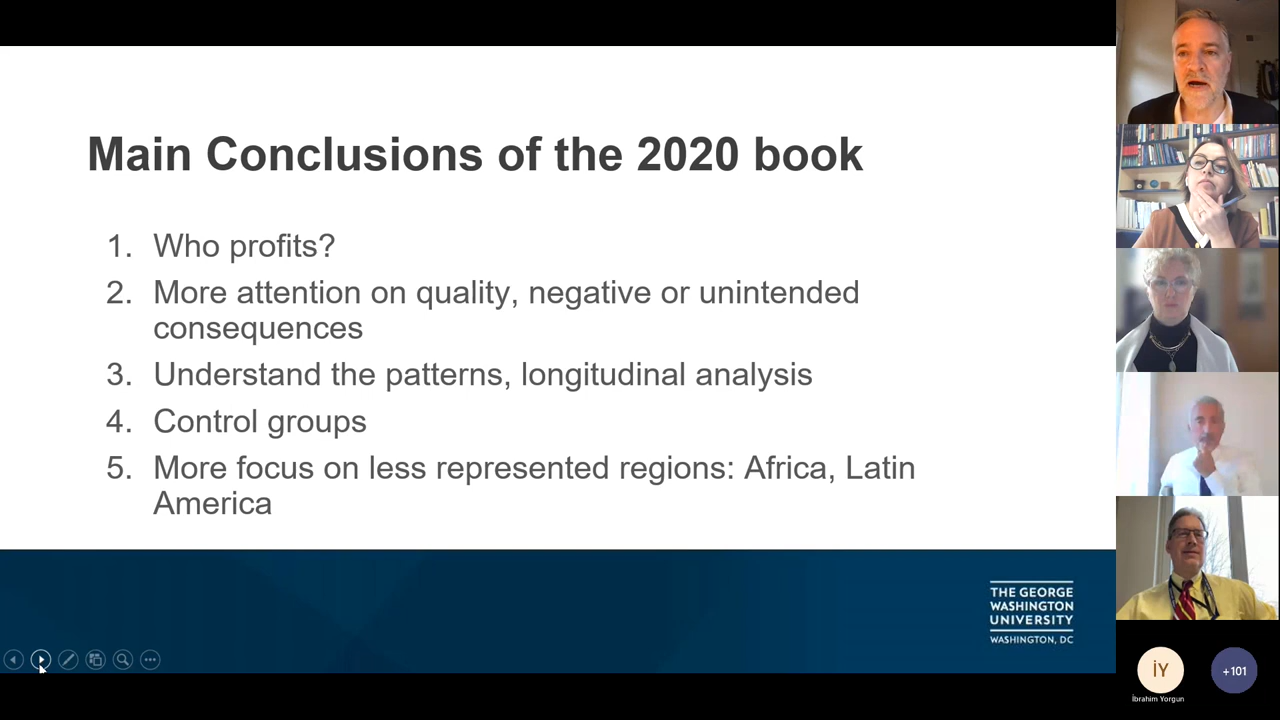 Main Conclusions of the 2020 book
1. Who profits?
2. More attention on quality, negative or unintended
consequences
3. Understand the patterns, longitudinal analysis
4. Control groups
5. More focus on less represented regions: Africa, Latin
America
THE GEORGE
WASHINGTON
UNIVERSITY
WASHINGTON, DC
İY
+101
İbrahim Yorgun